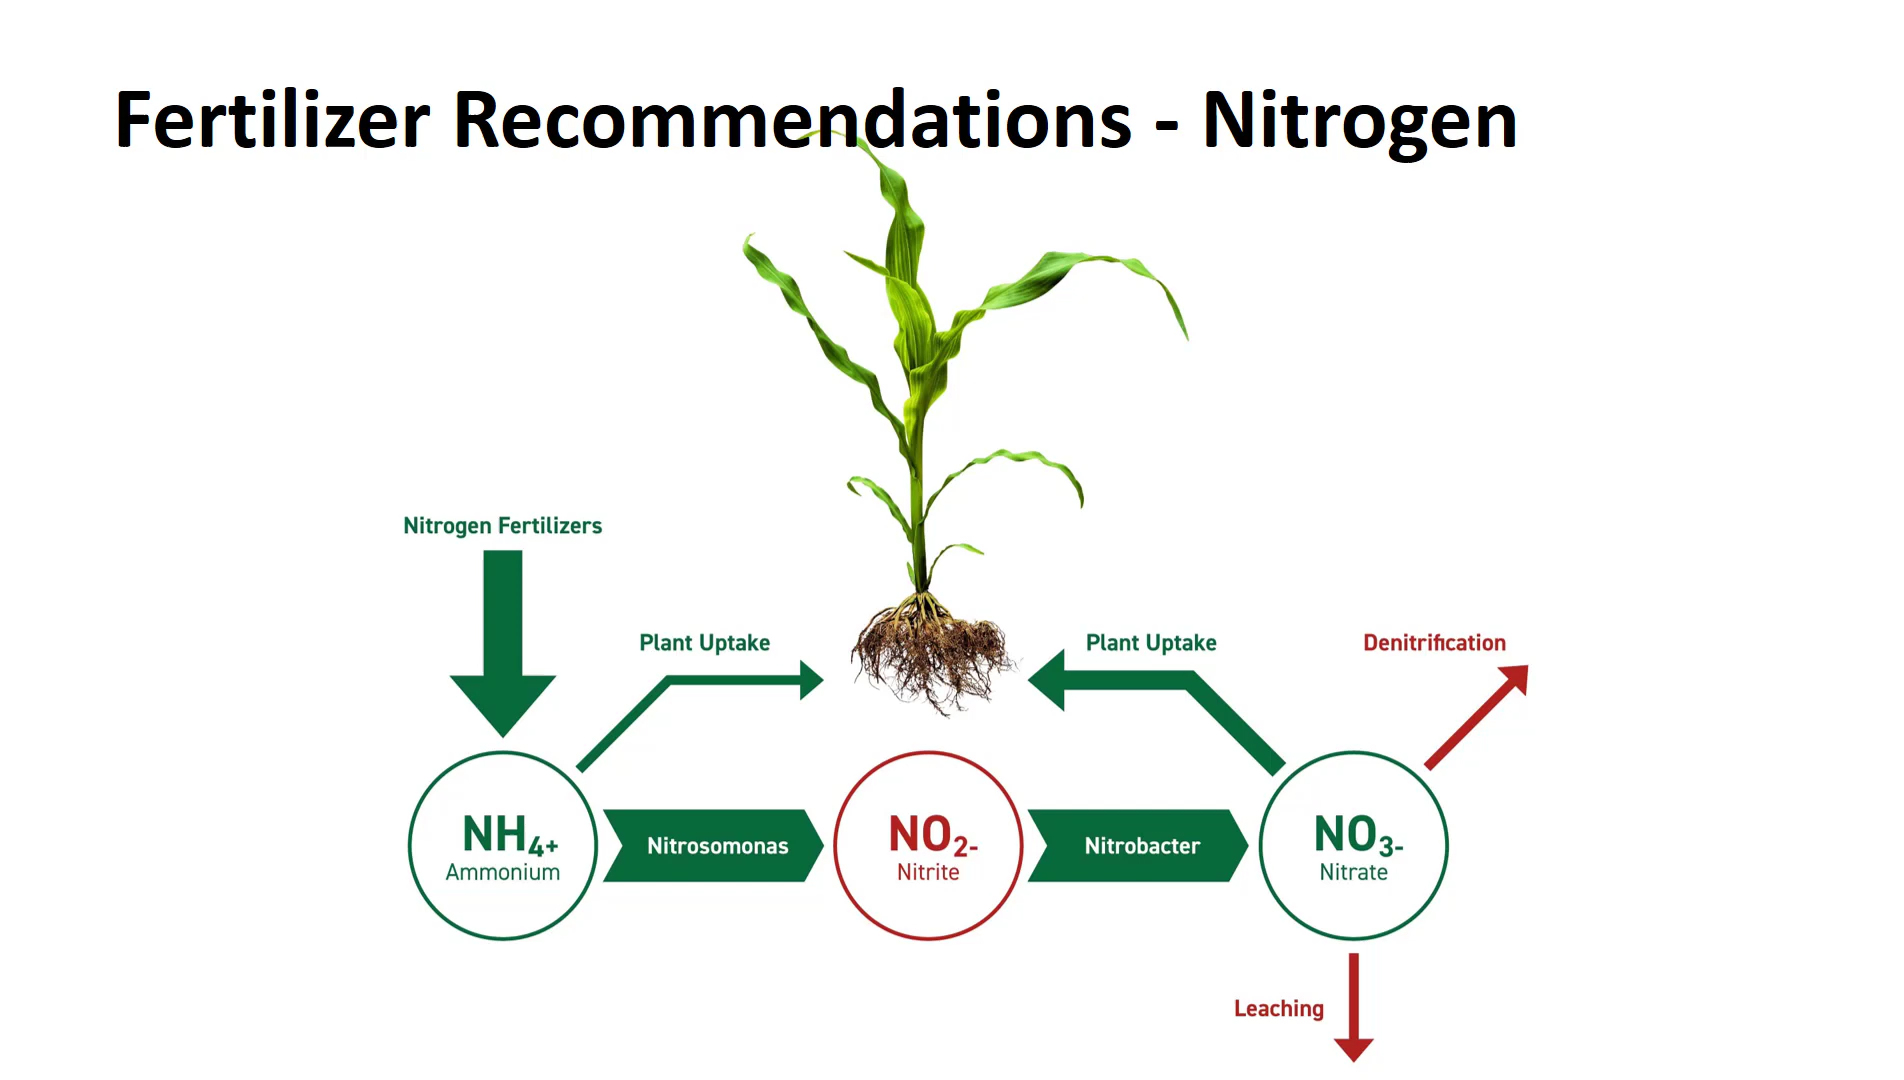 Fertilizer Recommendations - Nitrogen
Nitrogen Fertilizers
Plant Uptake
Plant Uptake
Denitrification
NH4+
Ammonium
Nitrosomonas
NO2-
Nitrite
Nitrobacter
NO3-
Nitrate
Leaching